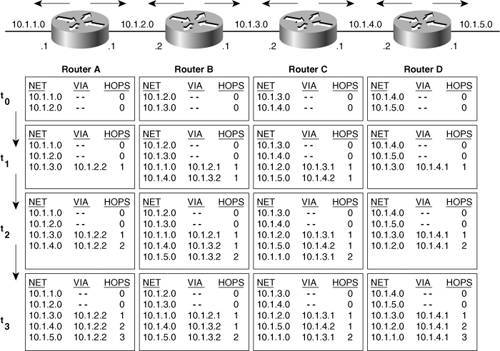 10.1.1.0 10.1.2.0 10.1.3.0 10.1.4.0 10.1.5.0
.1 .1 .2 .1 .2 .1 .2 .1
Router A Router B Router C Router D
t0
NET VIA HOPS NET VIA HOPS NET VIA HOPS NET VIA HOPS
10.1.1.0 -- 0 10.1.2.0 -- 0 10.1.3.0 -- 0 10.1.4.0 -- 0
10.1.2.0 -- 0 10.1.3.0 -- 0 10.1.4.0 -- 0 10.1.5.0 -- 0
t1
NET VIA HOPS NET VIA HOPS NET VIA HOPS NET VIA HOPS
10.1.1.0 -- 0 10.1.2.0 -- 0 10.1.3.0 -- 0 10.1.4.0 -- 0
10.1.2.0 -- 0 10.1.3.0 -- 0 10.1.4.0 -- 0 10.1.5.0 -- 0
10.1.3.0 10.1.2.2 1 10.1.1.0 10.1.2.1 1 10.1.2.0 10.1.3.1 1 10.1.3.0 10.1.4.1 1
10.1.4.0 10.1.3.2 1 10.1.5.0 10.1.4.2 1
t2
NET VIA HOPS NET VIA HOPS NET VIA HOPS NET VIA HOPS
10.1.1.0 -- 0 10.1.2.0 -- 0 10.1.3.0 -- 0 10.1.4.0 -- 0
10.1.2.0 -- 0 10.1.3.0 -- 0 10.1.4.0 -- 0 10.1.5.0 -- 0
10.1.3.0 10.1.2.2 1 10.1.1.0 10.1.2.1 1 10.1.2.0 10.1.3.1 1 10.1.3.0 10.1.4.1 1
10.1.4.0 10.1.2.2 2 10.1.4.0 10.1.3.2 1 10.1.5.0 10.1.4.2 1 10.1.2.0 10.1.4.1 2
10.1.5.0 10.1.3.2 2 10.1.1.0 10.1.3.1 2
t3
NET VIA HOPS NET VIA HOPS NET VIA HOPS NET VIA HOPS
10.1.1.0 -- 0 10.1.2.0 -- 0 10.1.3.0 -- 0 10.1.4.0 -- 0
10.1.2.0 -- 0 10.1.3.0 -- 0 10.1.4.0 -- 0 10.1.5.0 -- 0
10.1.3.0 10.1.2.2 1 10.1.1.0 10.1.2.1 1 10.1.2.0 10.1.3.1 1 10.1.3.0 10.1.4.1 1
10.1.4.0 10.1.2.2 2 10.1.4.0 10.1.3.2 1 10.1.5.0 10.1.4.2 1 10.1.2.0 10.1.4.1 2
10.1.5.0 10.1.2.2 3 10.1.5.0 10.1.3.2 2 10.1.1.0 10.1.3.1 2 10.1.1.0 10.1.4.1 3